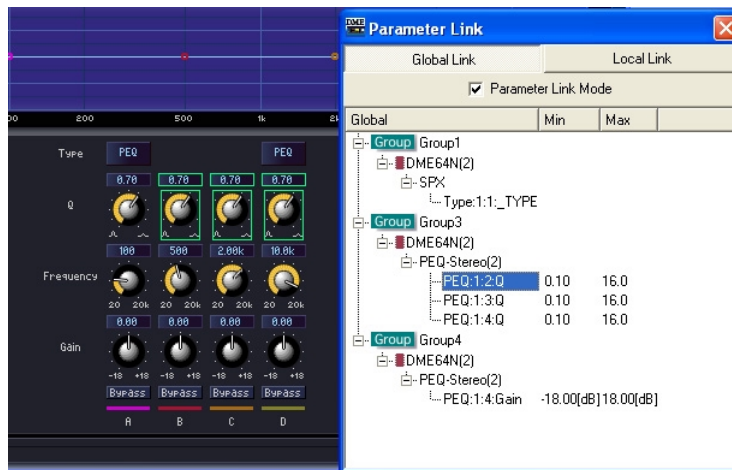 00 200 500 1k 2k
Type PEQ PEQ
Q 0.70 0.70 0.70 0.70
Frequency 100 500 2.00k 10.0k
20 20k 20 20k 20 20k 20 20k
Gain 0.00 0.00 0.00 0.00
-18 +18 -18 +18 -18 +18 -18 +18
Bypass Bypass Bypass Bypass
A B C D
DME Parameter Link
Global Link Local Link
Parameter Link Mode
Global Min Max
Group Group1
DME64N(2)
SPX
Type:1:1:_TYPE
Group Group3
DME64N(2)
PEQ-Stereo(2)
PEQ:1:2:Q 0.10 16.0
PEQ:1:3:Q 0.10 16.0
PEQ:1:4:Q 0.10 16.0
Group Group4
DME64N(2)
PEQ-Stereo(2)
PEQ:1:4:Gain -18.00[dB] 18.00[dB]